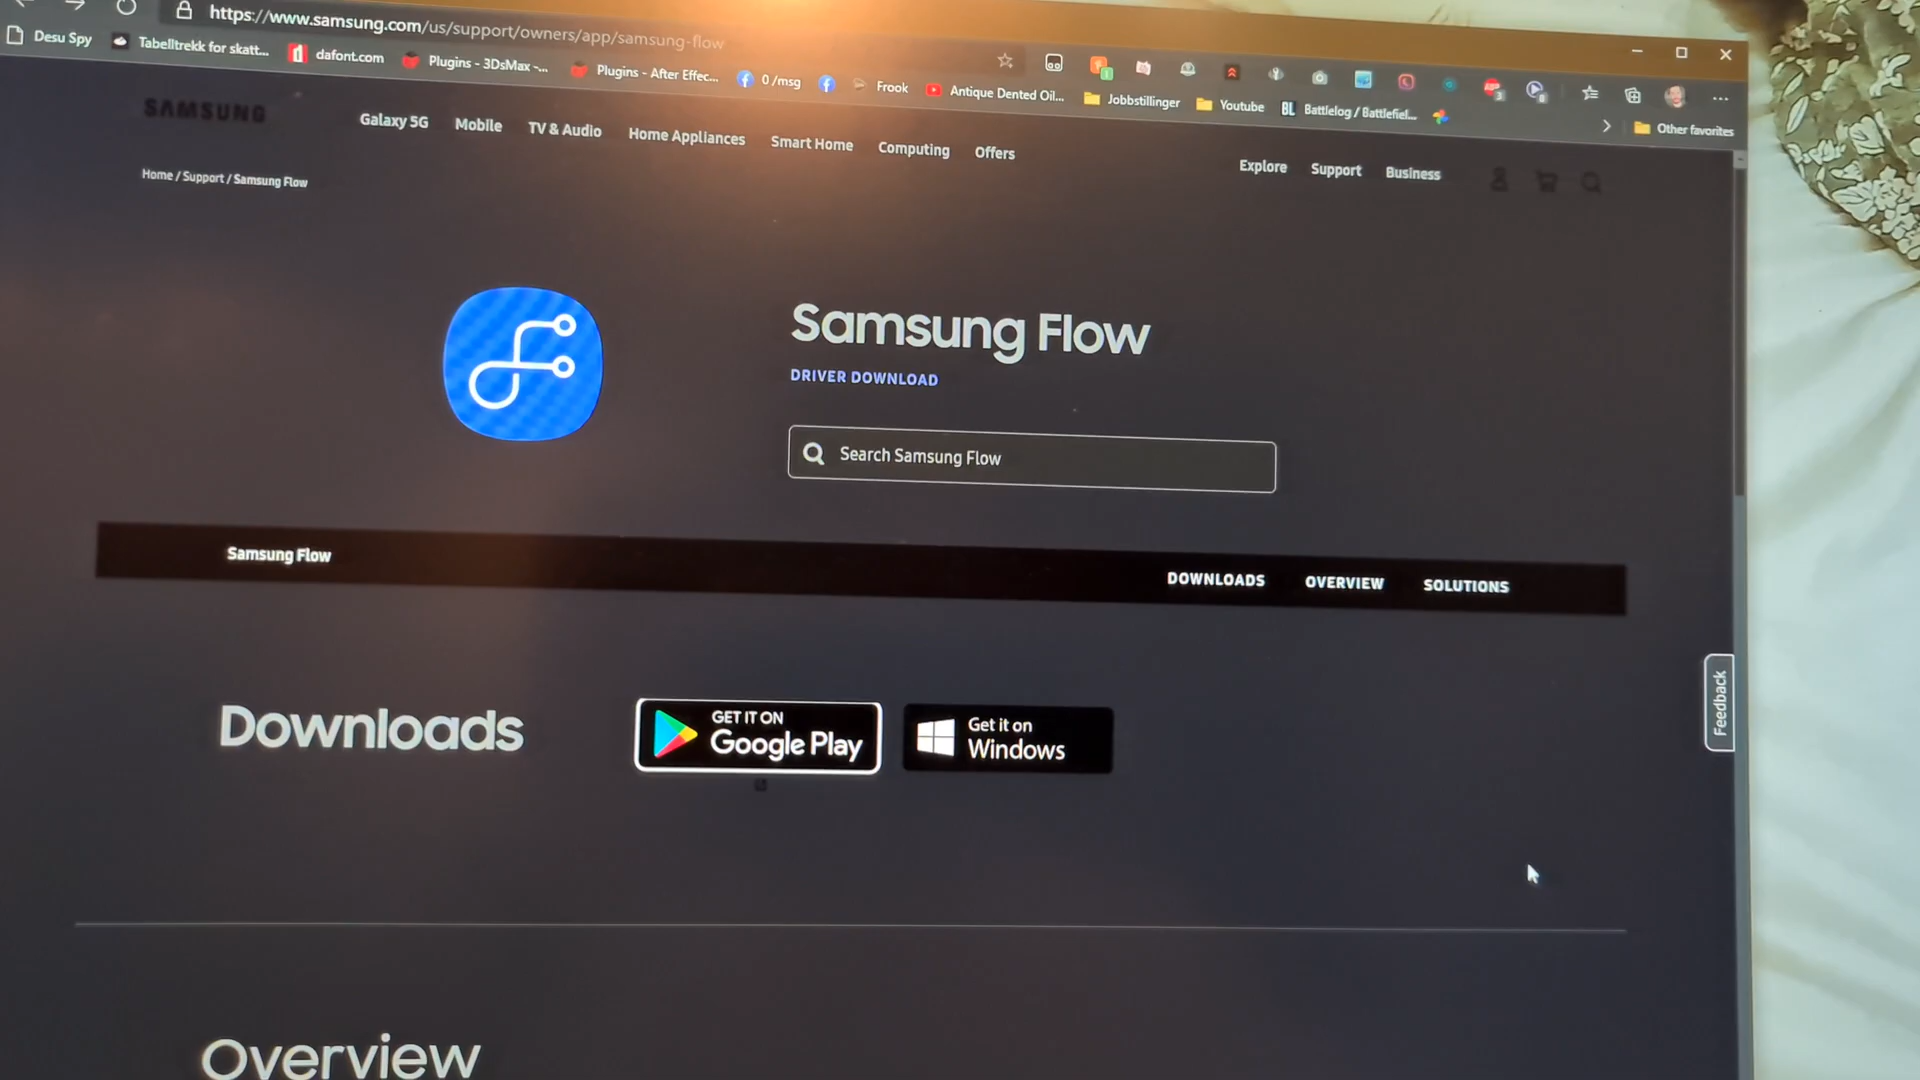 https://www.samsung.com/us/support/owners/app/samsung-flow
Desu Spy
Tabelltrekk for skatt...
dafont.com
Plugins - 3DsMax -...
Plugins - After Effec...
0 /msg
Frook
Antique Dented Oil...
Jobbstillinger
Youtube
BL Battlelog / Battlefiel...
Other favorites
SAMSUNG
Galaxy 5G
Mobile
TV & Audio
Home Appliances
Smart Home
Computing
Offers
Explore
Support
Business
Home / Support / Samsung Flow
Samsung Flow
DRIVER DOWNLOAD
Search Samsung Flow
Samsung Flow
DOWNLOADS
OVERVIEW
SOLUTIONS
Feedback
Downloads
GET IT ON
Google Play
Get it on
Windows
Overview